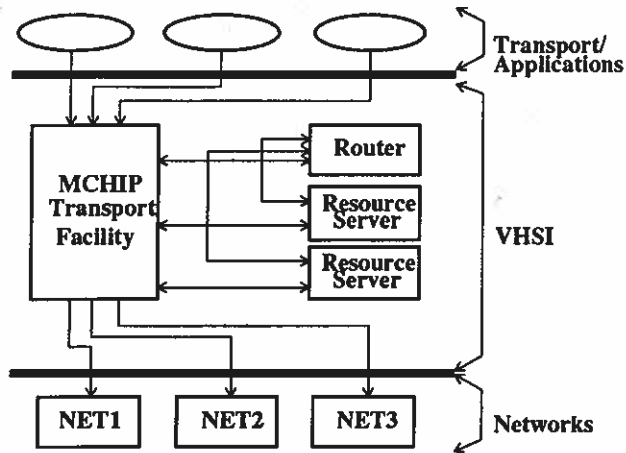 Transport/
Applications
Router
MCHIP
Transport
Facility
Resource
Server
VHSI
Resource
Server
NET1
NET2
NET3
Networks